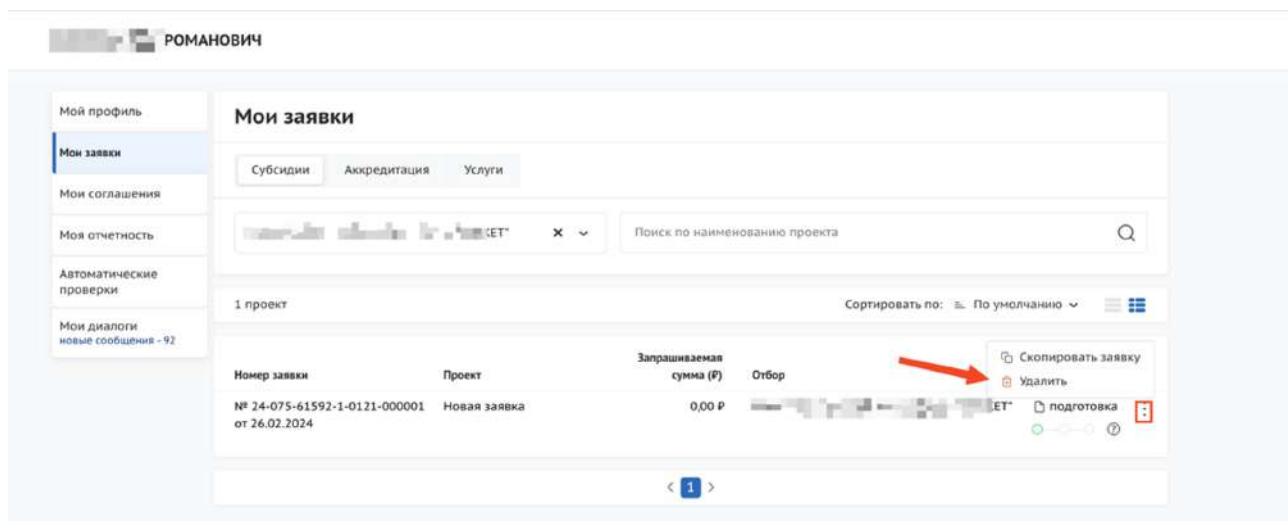 РОМАНОВИЧ
Мой профиль
Мои заявки
Мои соглашения
Моя отчетность
Автоматические
проверки
Мои диалоги
новые сообщения - 92
Мои заявки
Субсидии Аккредитация Услуги
КЕТ" Поиск по наименованию проекта
1 проект Сортировать по: По умолчанию
Скопировать заявку
Удалить
Номер заявки Проект Запрашиваемая сумма (₽) Отбор
№ 24-075-61592-1-0121-000001 Новая заявка 0,00 ₽ ЕТ" подготовка
от 26.02.2024
1